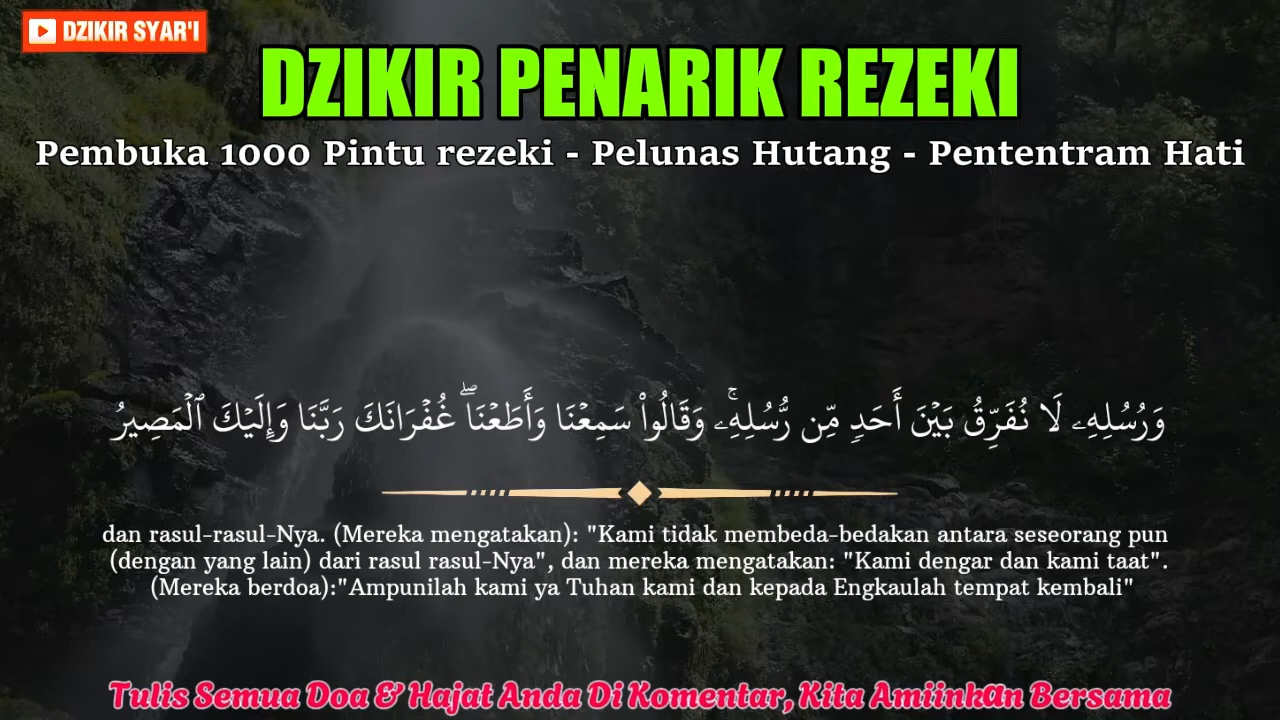 DZIKIR SYAR'I
DZIKIR PENARIK REZEKI
Pembuka 1000 Pintu rezeki - Pelunas Hutang - Pententram Hati
وَرُسُلِهِۦ لَا نُفَرِّقُ بَيۡنَ أَحَدٖ مِّن رُّسُلِهِۦۚ وَقَالُواْ سَمِعۡنَا وَأَطَعۡنَاۖ غُفۡرَانَكَ رَبَّنَا وَإِلَيۡكَ ٱلۡمَصِيرُ
dan rasul-rasul-Nya. (Mereka mengatakan): "Kami tidak membeda-bedakan antara seseorang pun
(dengan yang lain) dari rasul rasul-Nya", dan mereka mengatakan: "Kami dengar dan kami taat".
(Mereka berdoa):"Ampunilah kami ya Tuhan kami dan kepada Engkaulah tempat kembali"
Tulis Semua Doa & Hajat Anda Di Komentar, Kita Amiinkan Bersama